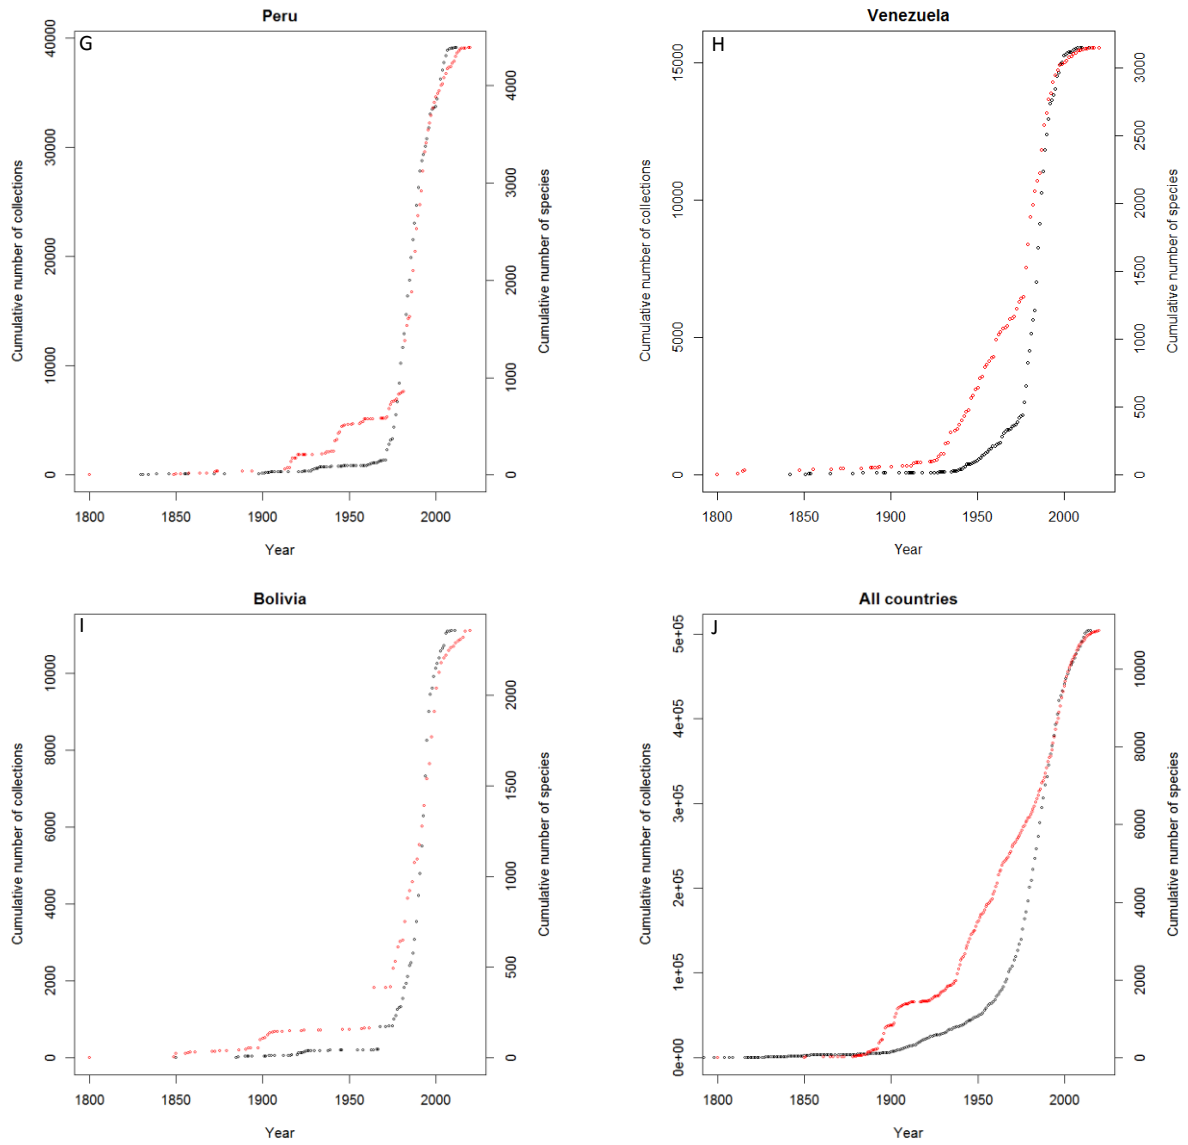 Peru
G
Cumulative number of collections
0 10000 20000 30000 40000
Cumulative number of species
0 1000 2000 3000 4000
1800 1850 1900 1950 2000
Year
Venezuela
H
Cumulative number of collections
0 5000 10000 15000
Cumulative number of species
0 500 1000 1500 2000 2500 3000
1800 1850 1900 1950 2000
Year
Bolivia
I
Cumulative number of collections
0 2000 4000 6000 8000 10000
Cumulative number of species
0 500 1000 1500 2000
1800 1850 1900 1950 2000
Year
All countries
J
Cumulative number of collections
0e+00 1e+05 2e+05 3e+05 4e+05 5e+05
Cumulative number of species
0 2000 4000 6000 8000 10000
1800 1850 1900 1950 2000
Year